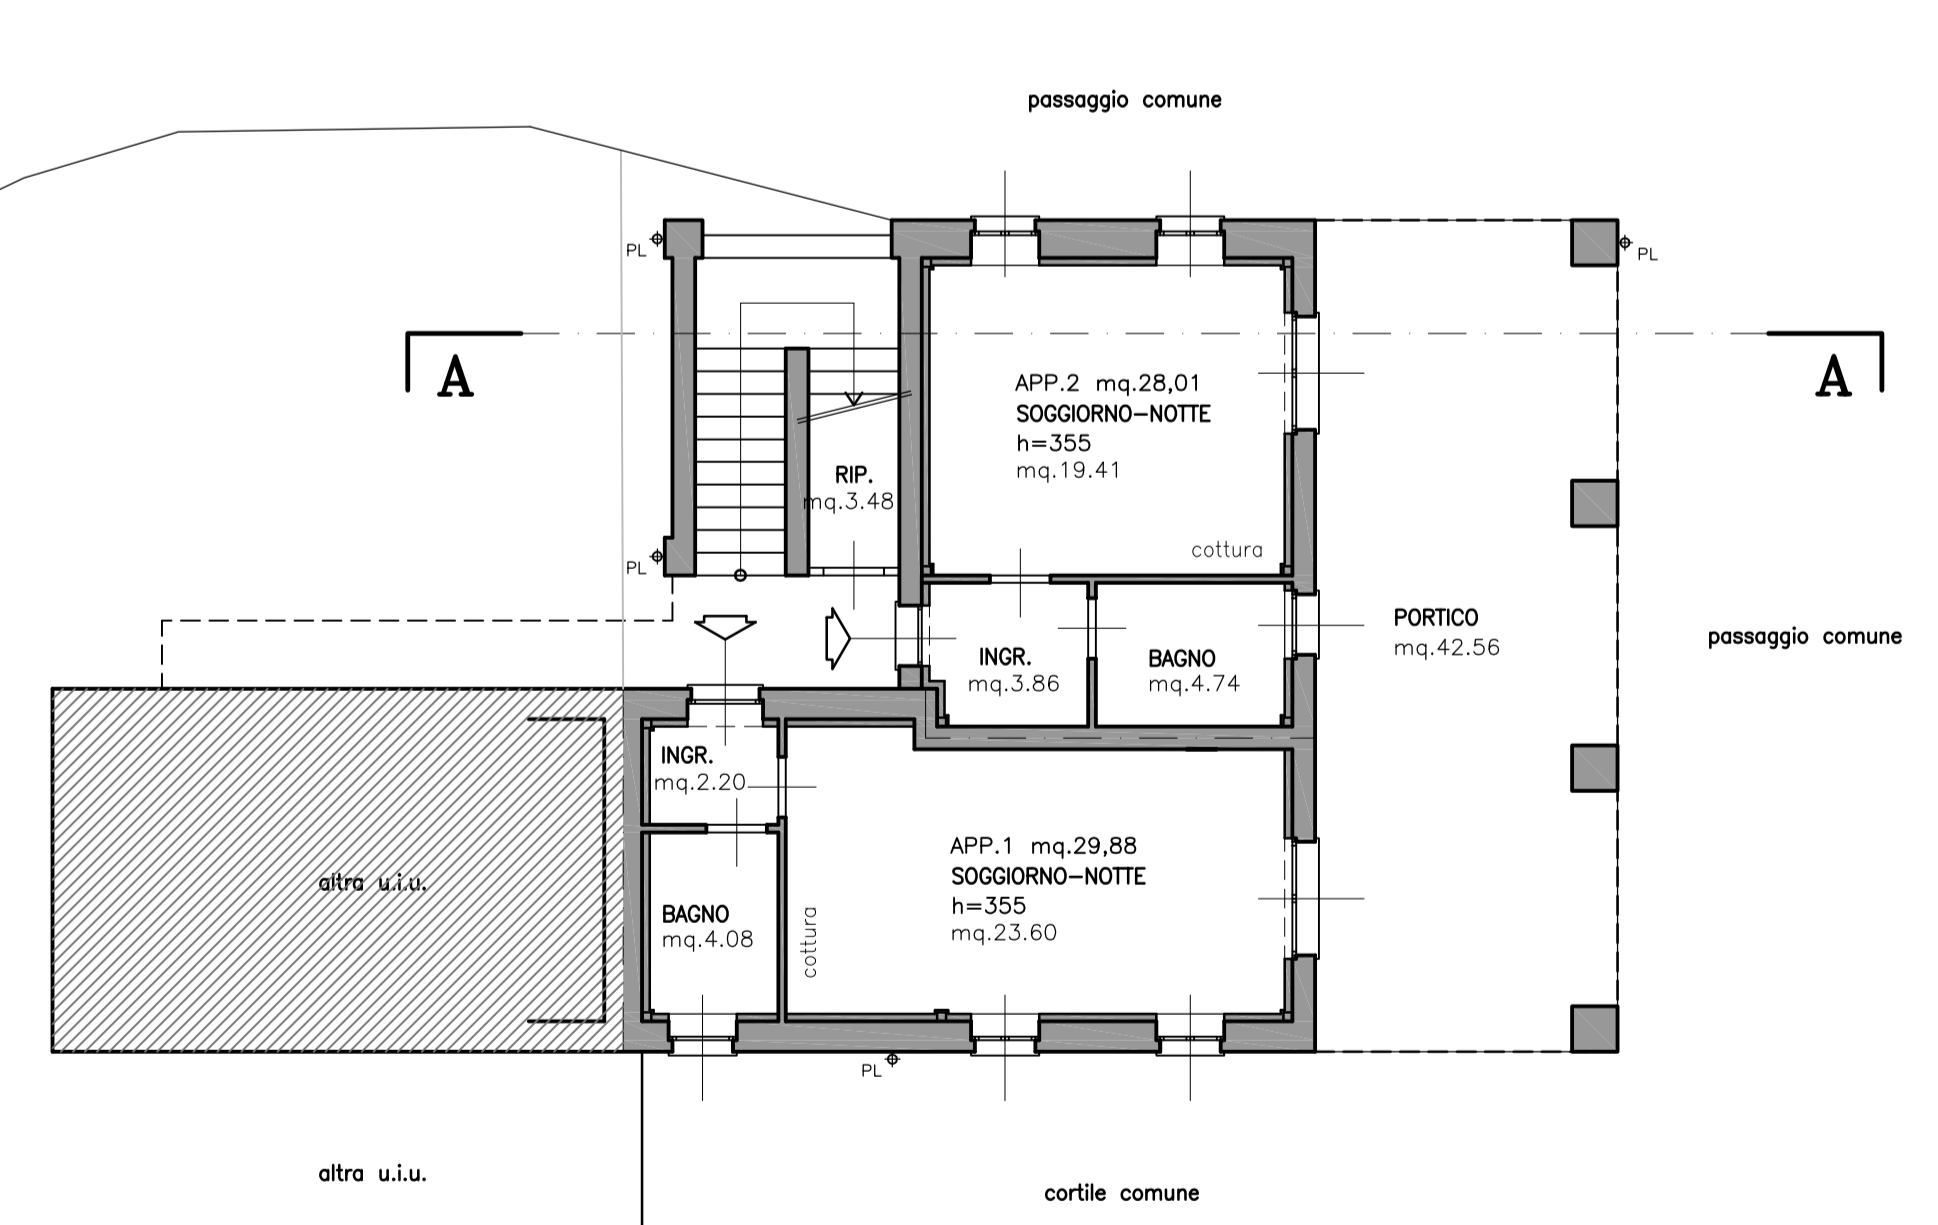 passaggio comune
PL
PL
A
A
APP.2 mq.28,01
SOGGIORNO-NOTTE
h=355
mq.19.41
RIP.
mq.3.48
cottura
PL
PORTICO
mq.42.56
passaggio comune
INGR.
mq.3.86
BAGNO
mq.4.74
INGR.
mq.2.20
APP.1 mq.29,88
SOGGIORNO-NOTTE
h=355
mq.23.60
altra u.i.u.
BAGNO
mq.4.08
cottura
PL
altra u.i.u.
cortile comune